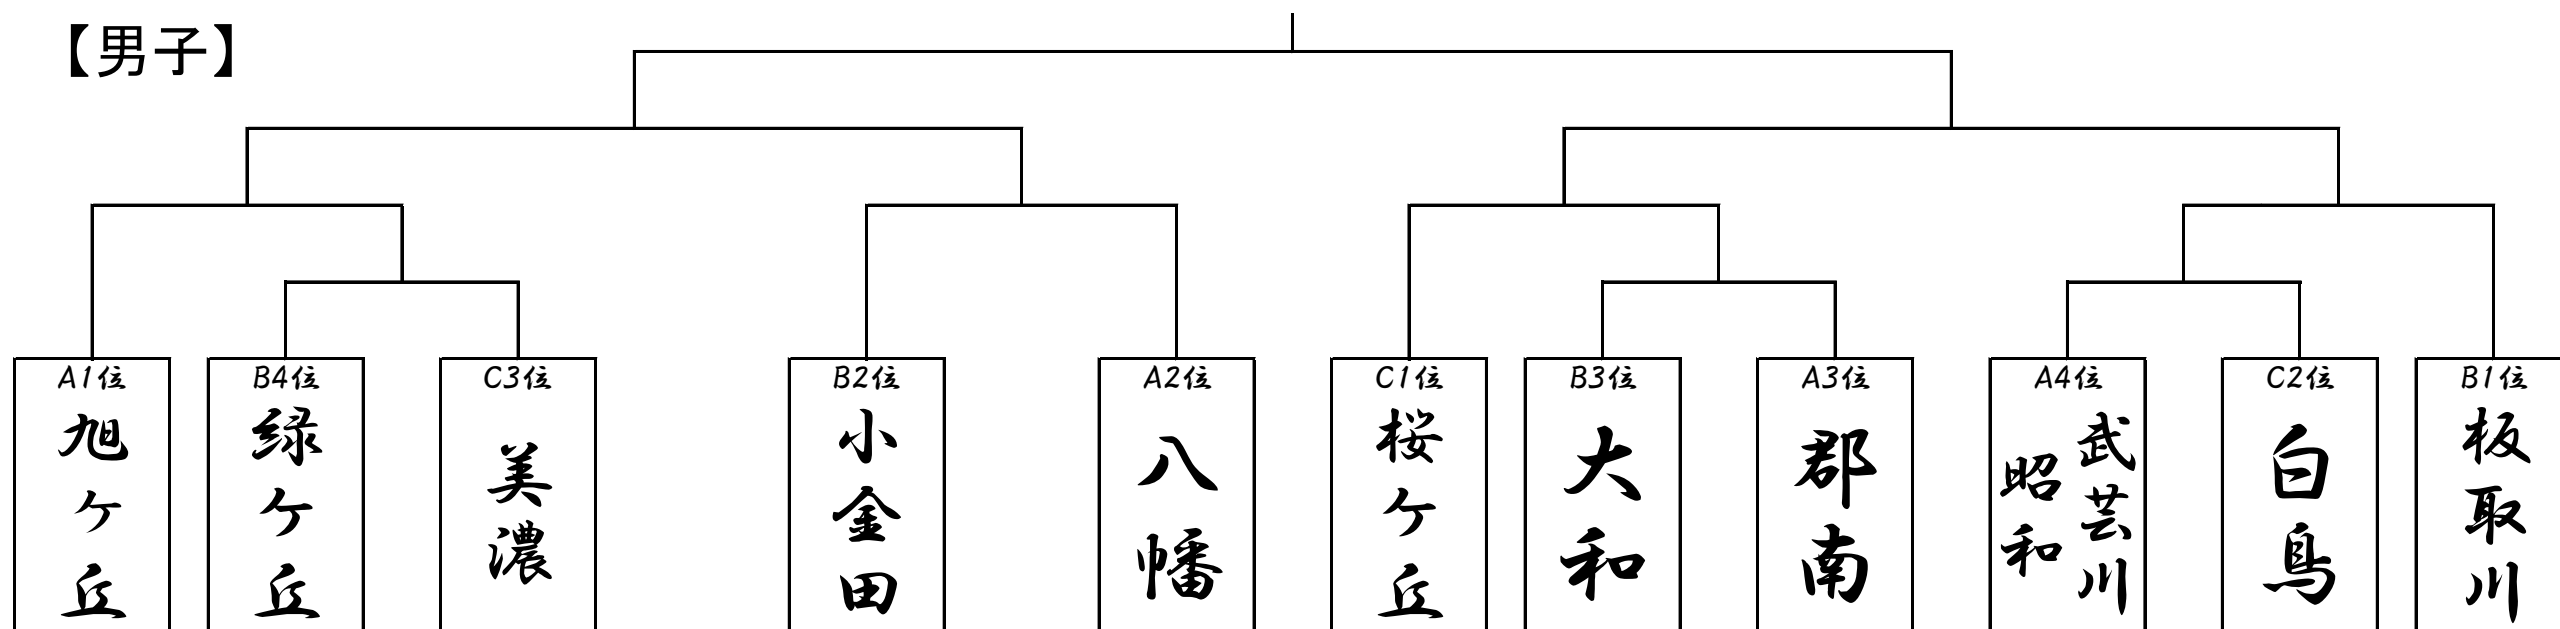 【男子】
A1位
旭ヶ丘
B4位
緑ケ丘
C3位
美濃
B2位
小金田
A2位
八幡
C1位
桜ケ丘
B3位
大和
A3位
郡南
A4位
武芸川
昭和
C2位
白鳥
B1位
板取川